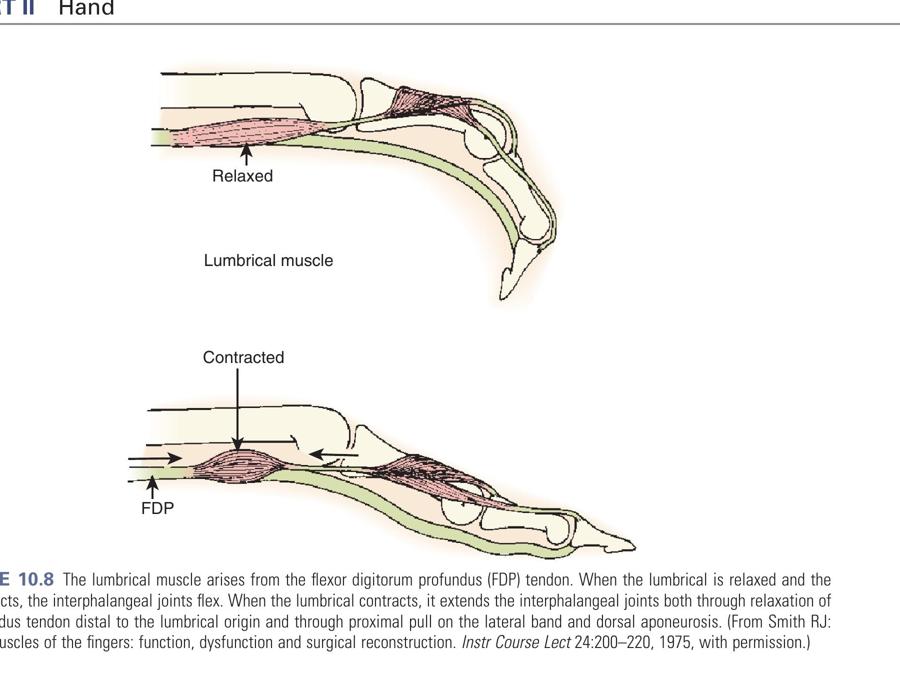 RT II Hand
Relaxed
Lumbrical muscle
Contracted
FDP
E 10.8 The lumbrical muscle arises from the flexor digitorum profundus (FDP) tendon. When the lumbrical is relaxed and the
cts, the interphalangeal joints flex. When the lumbrical contracts, it extends the interphalangeal joints both through relaxation of
dus tendon distal to the lumbrical origin and through proximal pull on the lateral band and dorsal aponeurosis. (From Smith RJ:
uscles of the fingers: function, dysfunction and surgical reconstruction. Instr Course Lect 24:200–220, 1975, with permission.)